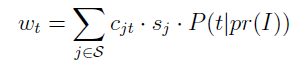 w_t = \sum_{j \in \mathcal{S}} c_{jt} \cdot s_j \cdot P(t|pr(I))